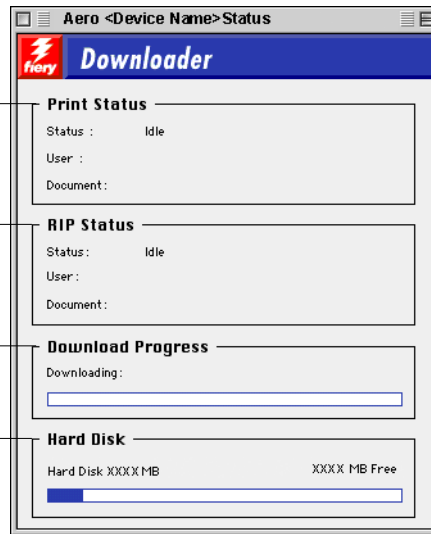 Aero <Device Name>Status
fiery Downloader
Print Status
Status : Idle
User :
Document:
RIP Status
Status: Idle
User:
Document:
Download Progress
Downloading:
Hard Disk
Hard Disk XXXX MB XXXX MB Free